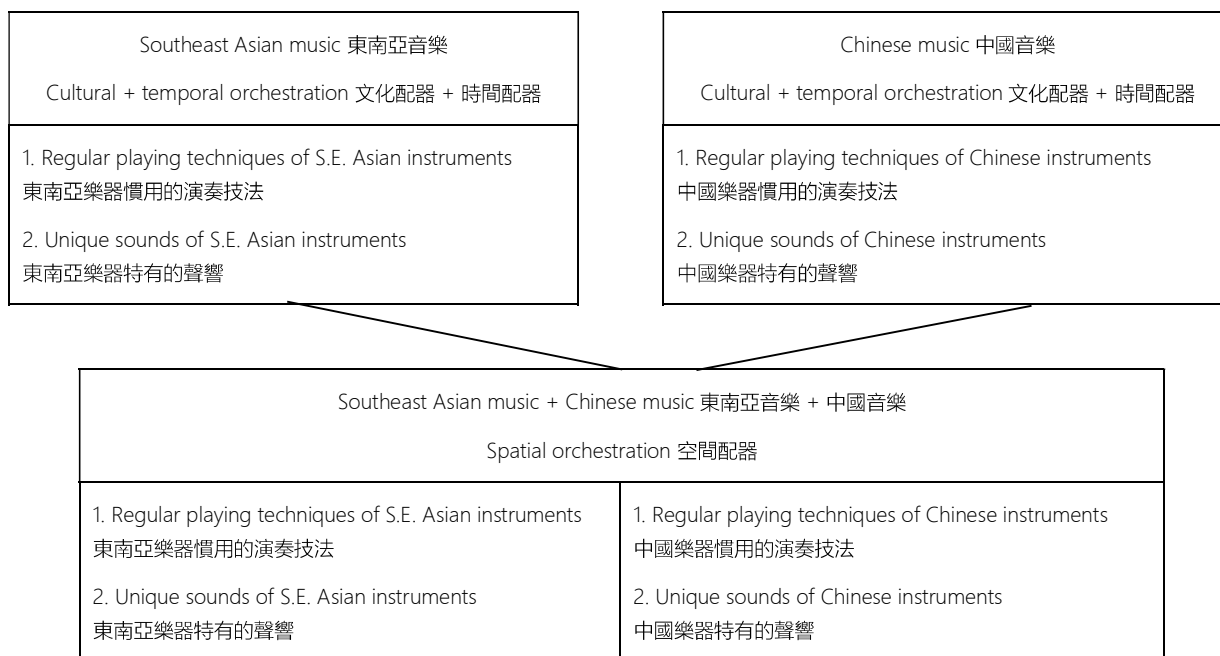 Southeast Asian music 東南亞音樂
Cultural + temporal orchestration 文化配器 + 時間配器
1. Regular playing techniques of S.E. Asian instruments
東南亞樂器慣用的演奏技法
2. Unique sounds of S.E. Asian instruments
東南亞樂器特有的聲響
Chinese music 中國音樂
Cultural + temporal orchestration 文化配器 + 時間配器
1. Regular playing techniques of Chinese instruments
中國樂器慣用的演奏技法
2. Unique sounds of Chinese instruments
中國樂器特有的聲響
Southeast Asian music + Chinese music 東南亞音樂 + 中國音樂
Spatial orchestration 空間配器
1. Regular playing techniques of S.E. Asian instruments
東南亞樂器慣用的演奏技法
2. Unique sounds of S.E. Asian instruments
東南亞樂器特有的聲響
1. Regular playing techniques of Chinese instruments
中國樂器慣用的演奏技法
2. Unique sounds of Chinese instruments
中國樂器特有的聲響